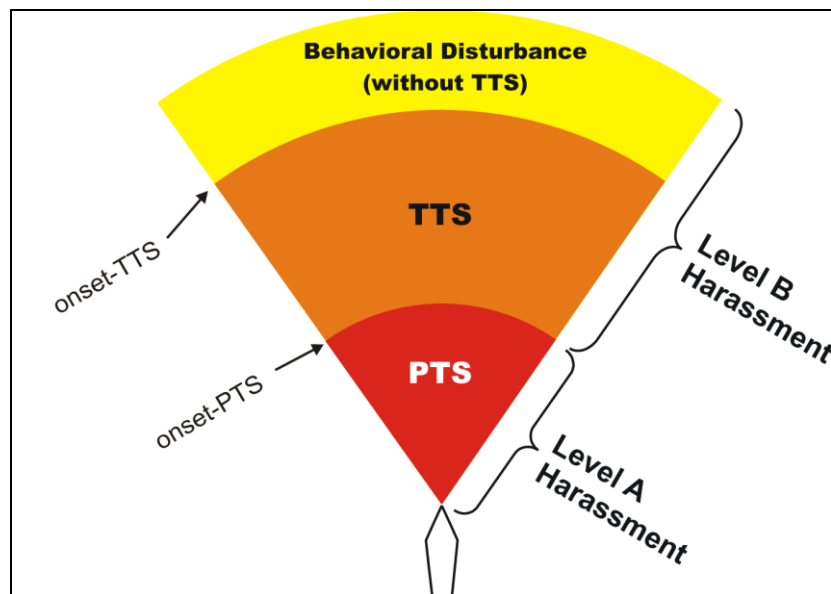 Behavioral Disturbance
(without TTS)
TTS
onset-TTS
Level B
Harassment
PTS
onset-PTS
Level A
Harassment